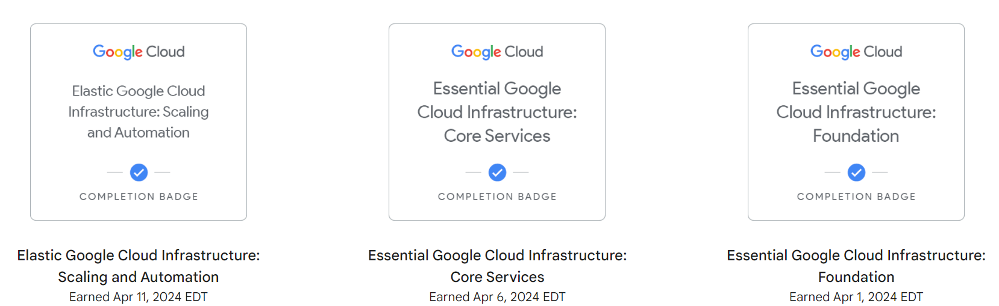 Google Cloud
Elastic Google Cloud
Infrastructure: Scaling
and Automation
COMPLETION BADGE
Elastic Google Cloud Infrastructure:
Scaling and Automation
Earned Apr 11, 2024 EDT
Google Cloud
Essential Google
Cloud Infrastructure:
Core Services
COMPLETION BADGE
Essential Google Cloud Infrastructure:
Core Services
Earned Apr 6, 2024 EDT
Google Cloud
Essential Google
Cloud Infrastructure:
Foundation
COMPLETION BADGE
Essential Google Cloud Infrastructure:
Foundation
Earned Apr 1, 2024 EDT